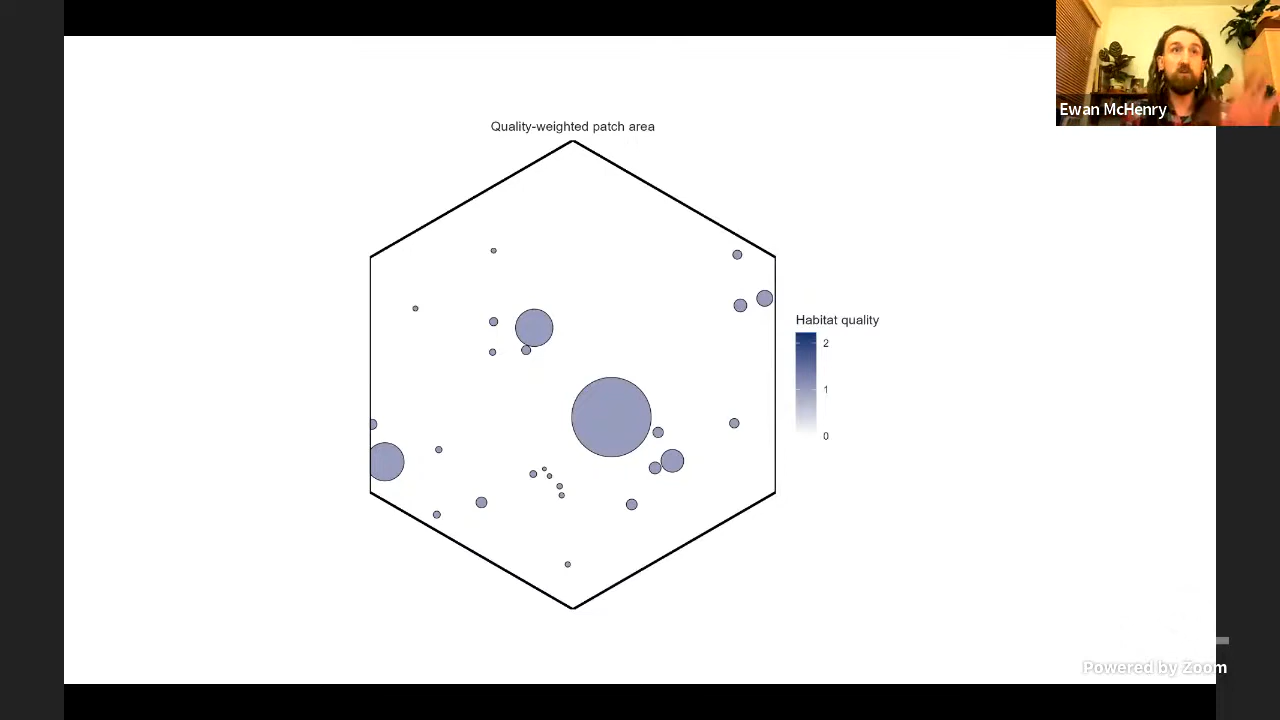 Ewan McHenry
Quality-weighted patch area
Habitat quality
2
1
0
Powered by Zoom